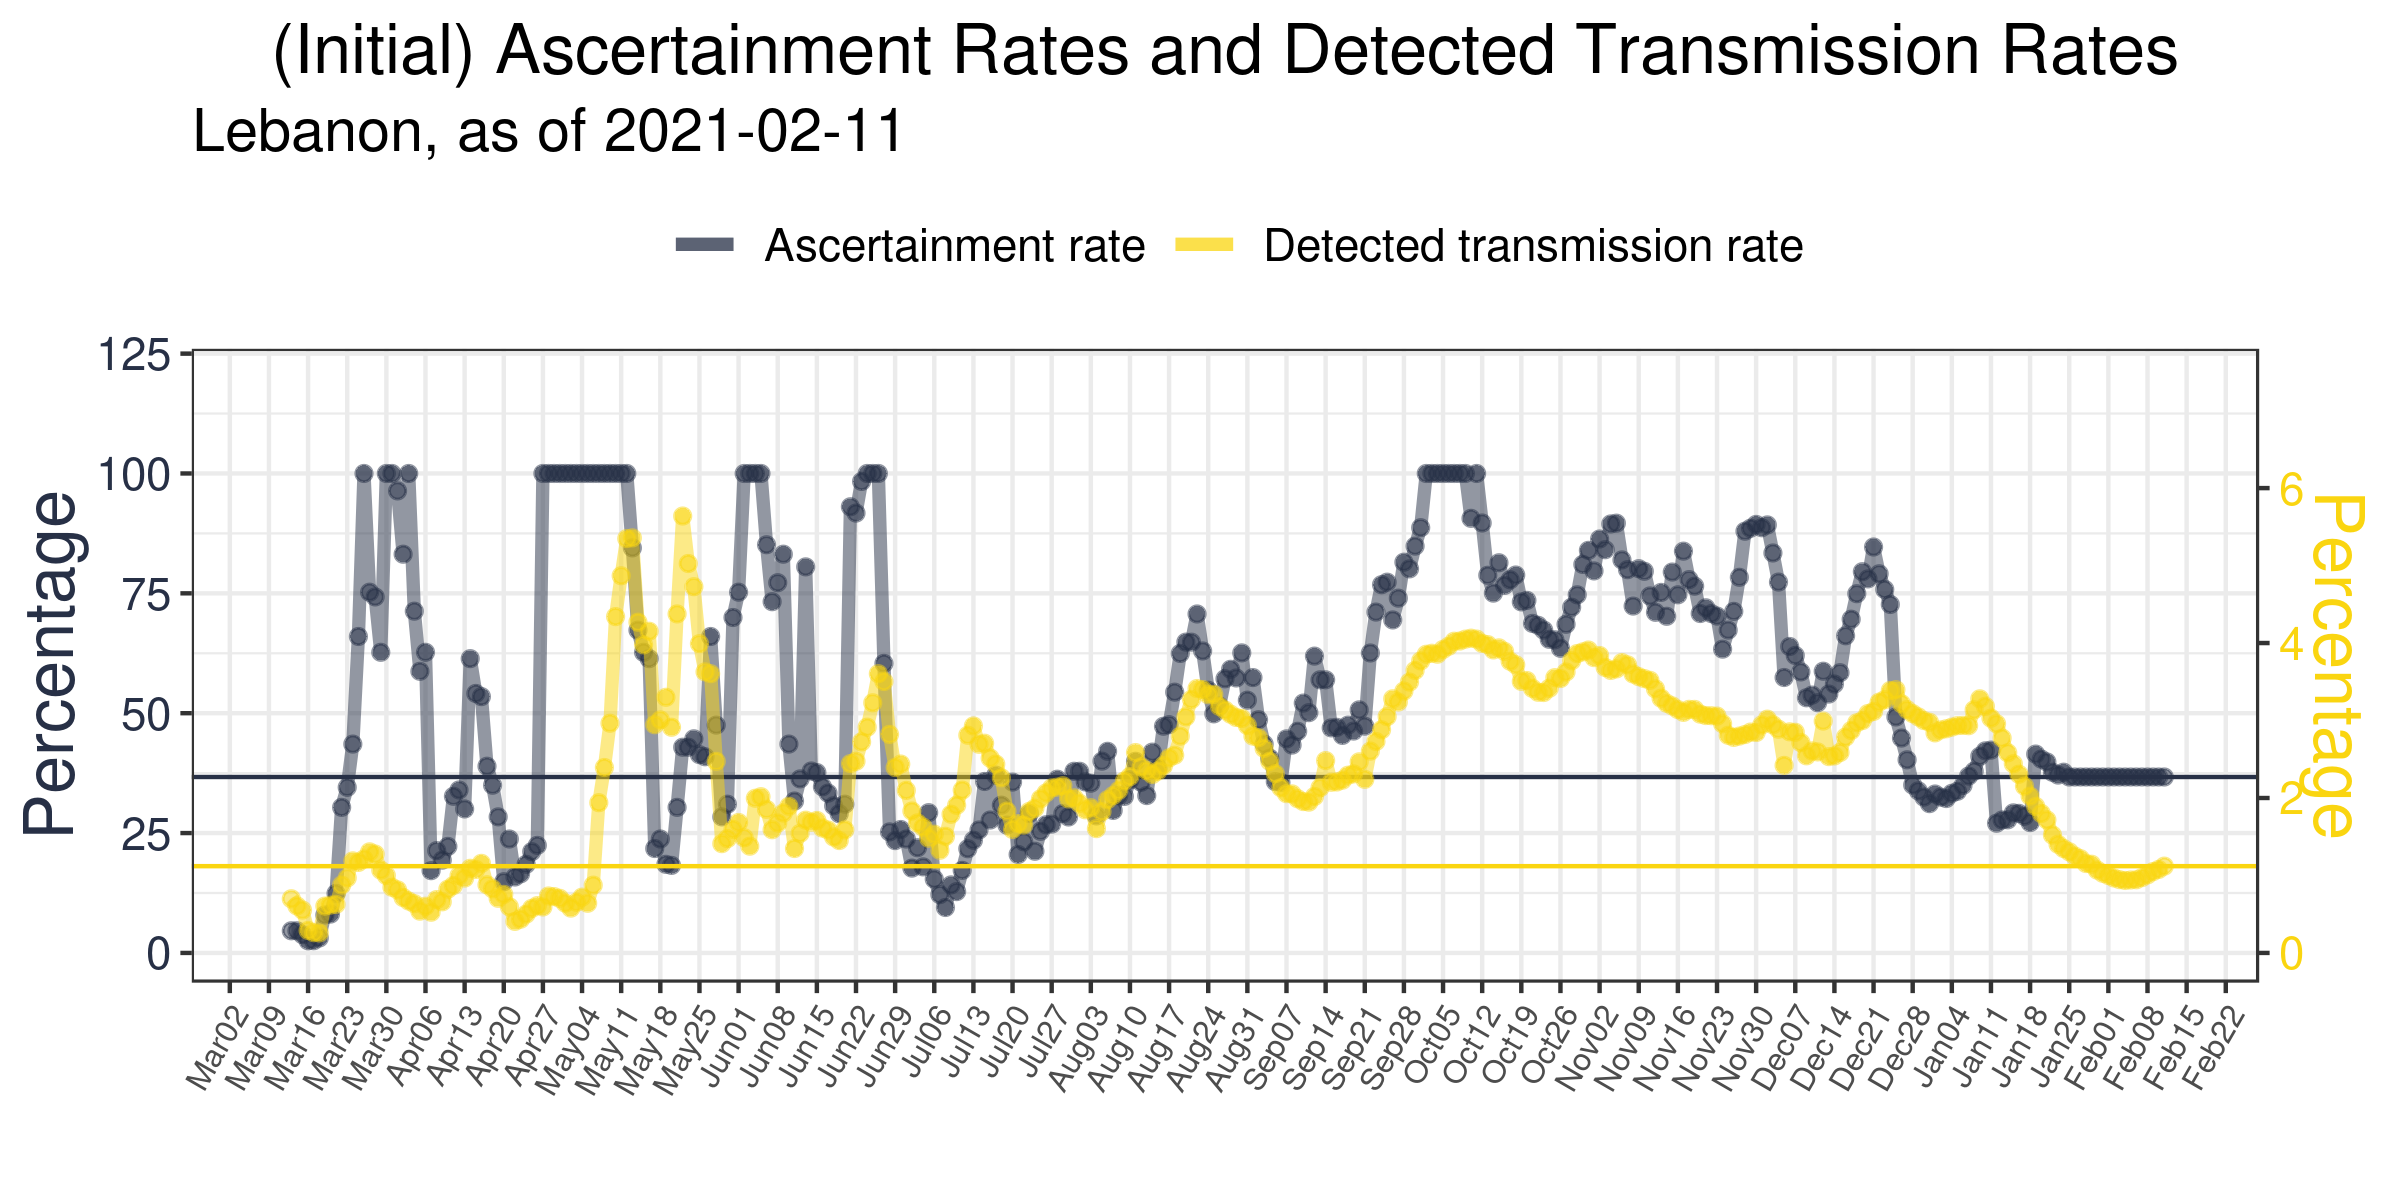 (Initial) Ascertainment Rates and Detected Transmission Rates
Lebanon, as of 2021-02-11
Ascertainment rate
Detected transmission rate
Percentage
125
100
75
50
25
0
6
4
2
0
Percentage
Mar02
Mar09
Mar16
Mar23
Mar30
Apr06
Apr13
Apr20
Apr27
May04
May11
May18
May25
Jun01
Jun08
Jun15
Jun22
Jun29
Jul06
Jul13
Jul20
Jul27
Aug03
Aug10
Aug17
Aug24
Aug31
Sep07
Sep14
Sep21
Sep28
Oct05
Oct12
Oct19
Oct26
Nov02
Nov09
Nov16
Nov23
Nov30
Dec07
Dec14
Dec21
Dec28
Jan04
Jan11
Jan18
Jan25
Feb01
Feb08
Feb15
Feb22